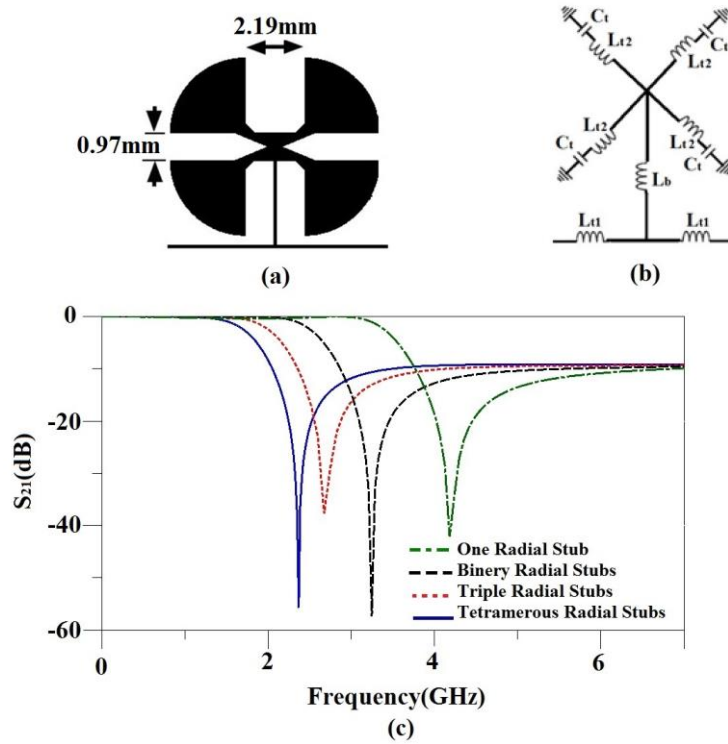 2.19mm
0.97mm
(a)
Ct
Ct
Lt2
Lt2
Lt2
Lt2
Ct
Ct
Lb
Lt1
Lt1
(b)
0
-20
-40
-60
S21(dB)
One Radial Stub
Binery Radial Stubs
Triple Radial Stubs
Tetramerous Radial Stubs
0
2
4
6
Frequency(GHz)
(c)